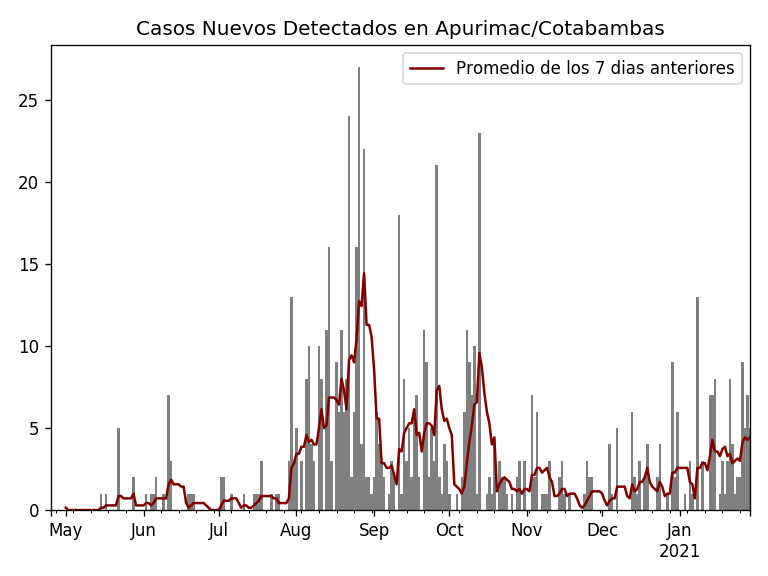 Casos Nuevos Detectados en Apurimac/Cotabambas
Promedio de los 7 dias anteriores
25
20
15
10
5
0
May Jun Jul Aug Sep Oct Nov Dec Jan
2021